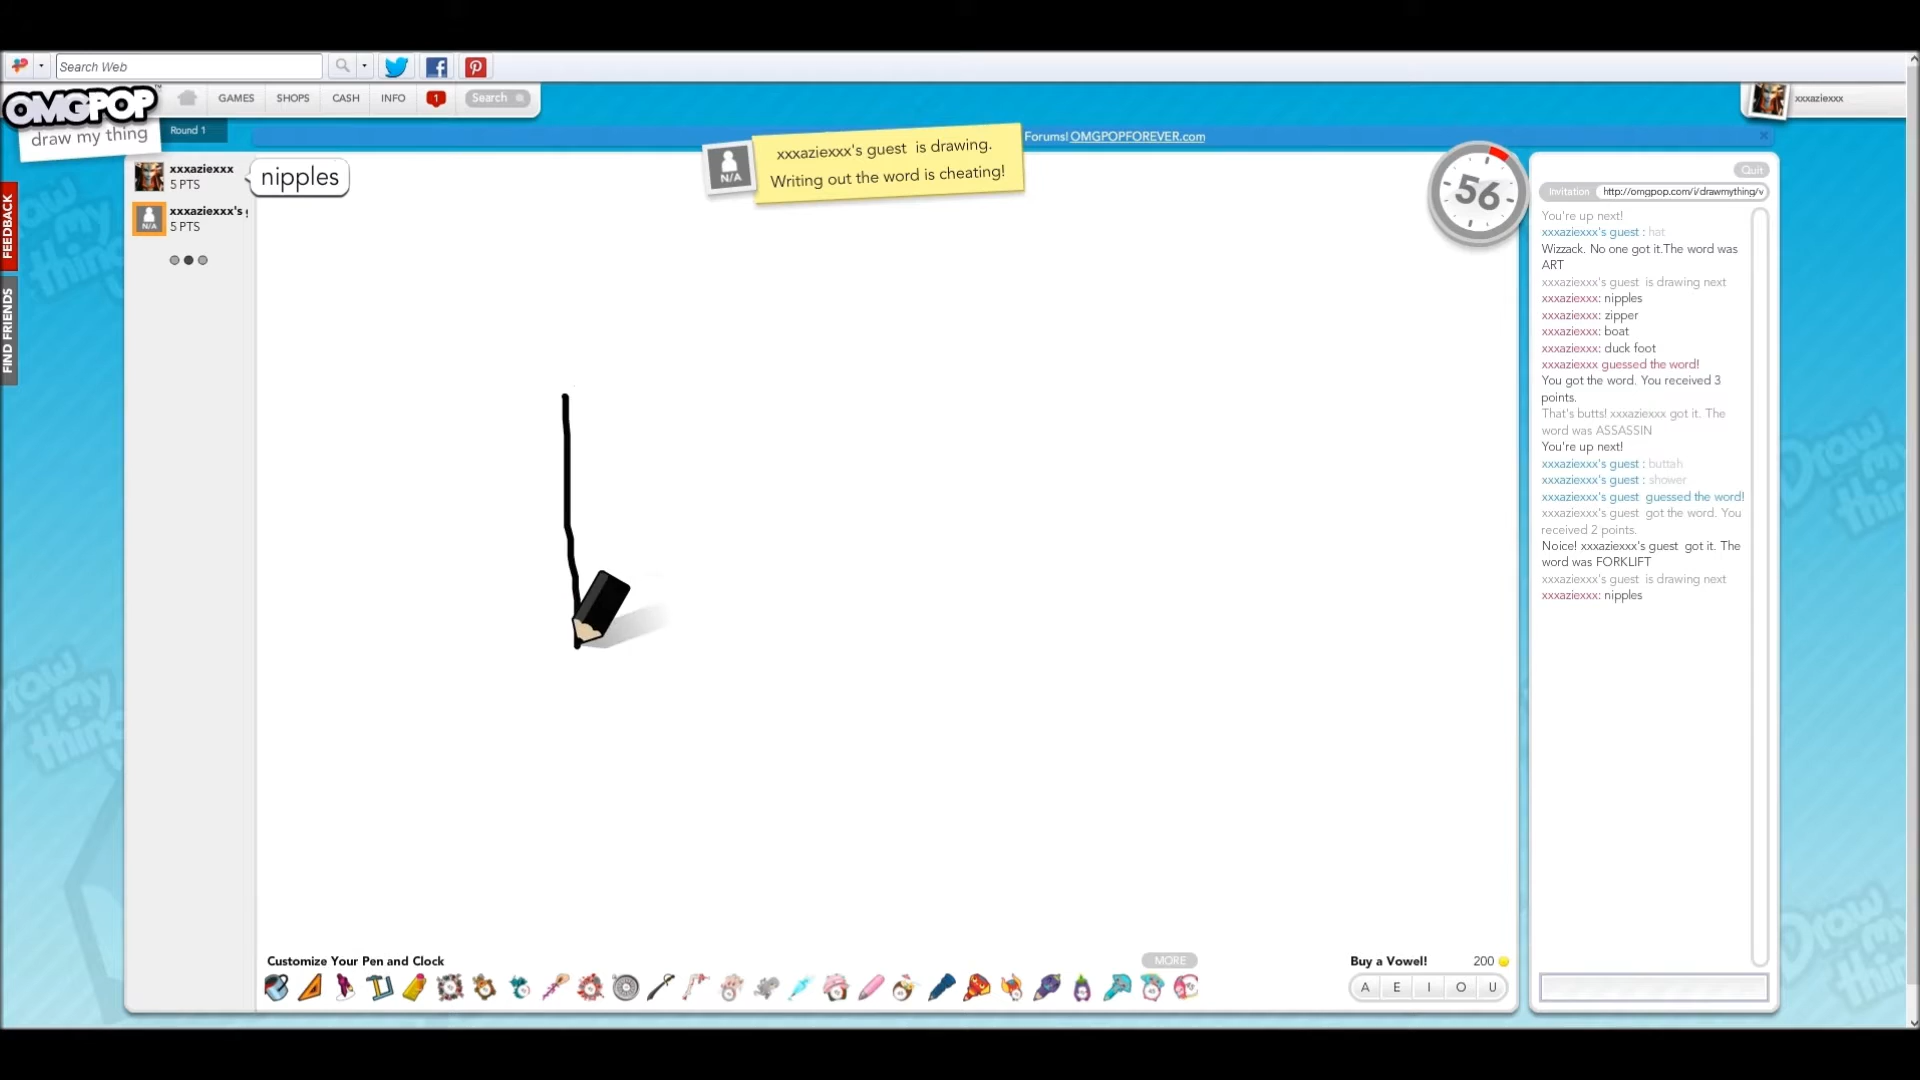 Search Web
OMGPOP™
GAMES SHOPS CASH INFO 1 Search
xxxaziexxx
draw my thing
Round 1
Forums! OMGPOPFOREVER.com
xxxaziexxx's guest is drawing.
Writing out the word is cheating!
N/A
56
FEEDBACK
FIND FRIENDS
xxxaziexxx
5 PTS
nipples
xxxaziexxx's
N/A
5 PTS
Quit
Invitation http://omgpop.com/i/drawmything/v
You're up next!
xxxaziexxx's guest : hat
Wizzack. No one got it.The word was
ART
xxxaziexxx's guest is drawing next
xxxaziexxx: nipples
xxxaziexxx: zipper
xxxaziexxx: boat
xxxaziexxx: duck foot
xxxaziexxx guessed the word!
You got the word. You received 3
points.
That's butts! xxxaziexxx got it. The
word was ASSASSIN
You're up next!
xxxaziexxx's guest : buttah
xxxaziexxx's guest : shower
xxxaziexxx's guest guessed the word!
xxxaziexxx's guest got the word. You
received 2 points.
Noice! xxxaziexxx's guest got it. The
word was FORKLIFT
xxxaziexxx's guest is drawing next
xxxaziexxx: nipples
Customize Your Pen and Clock
MORE
Buy a Vowel! 200
A E I O U